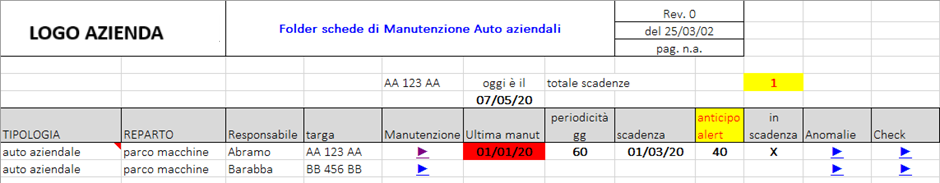 LOGO AZIENDA
Folder schede di Manutenzione Auto aziendali
Rev. 0
del 25/03/02
pag. n.a.
AA 123 AA oggi è il totale scadenze 1
07/05/20
TIPOLOGIA REPARTO Responsabile targa Manutenzione Ultima manut periodicità gg scadenza anticipo alert in scadenza Anomalie Check
auto aziendale parco macchine Abramo AA 123 AA ► 01/01/20 60 01/03/20 40 X ► ►
auto aziendale parco macchine Barabba BB 456 BB ► ► ►